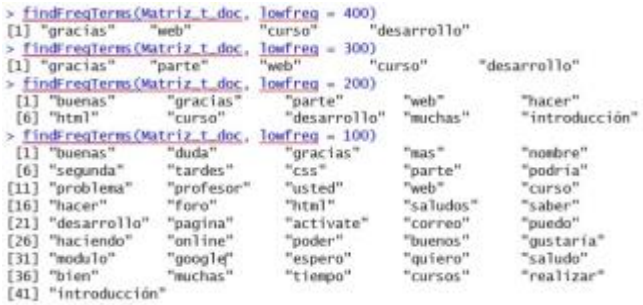 > findFreqTerms(Matriz_t_doc, lowfreq = 400)
[1] "gracias" "web" "curso" "desarrollo"
> findFreqTerms(Matriz_t_doc, lowfreq = 300)
[1] "gracias" "parte" "web" "curso" "desarrollo"
> findFreqTerms(Matriz_t_doc, lowfreq = 200)
[1] "buenas" "gracias" "parte" "web" "hacer"
[6] "html" "curso" "desarrollo" "muchas" "introducción"
> findFreqTerms(Matriz_t_doc, lowfreq = 100)
[1] "buenas" "duda" "gracias" "mas" "nombre"
[6] "segunda" "tardes" "css" "parte" "podría"
[11] "problema" "profesor" "usted" "web" "curso"
[16] "hacer" "foro" "html" "saludos" "saber"
[21] "desarrollo" "pagina" "activate" "correo" "puedo"
[26] "haciendo" "online" "poder" "buenos" "gustaría"
[31] "modulo" "google" "espero" "quiero" "saludo"
[36] "bien" "muchas" "tiempo" "cursos" "realizar"
[41] "introducción"